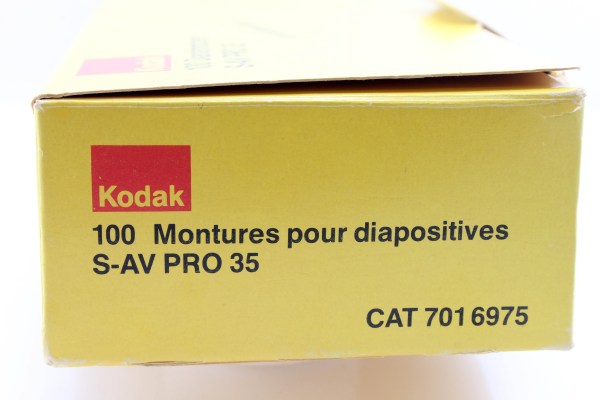 Kodak
100 Montures pour diapositives
S-AV PRO 35
CAT 701 6975